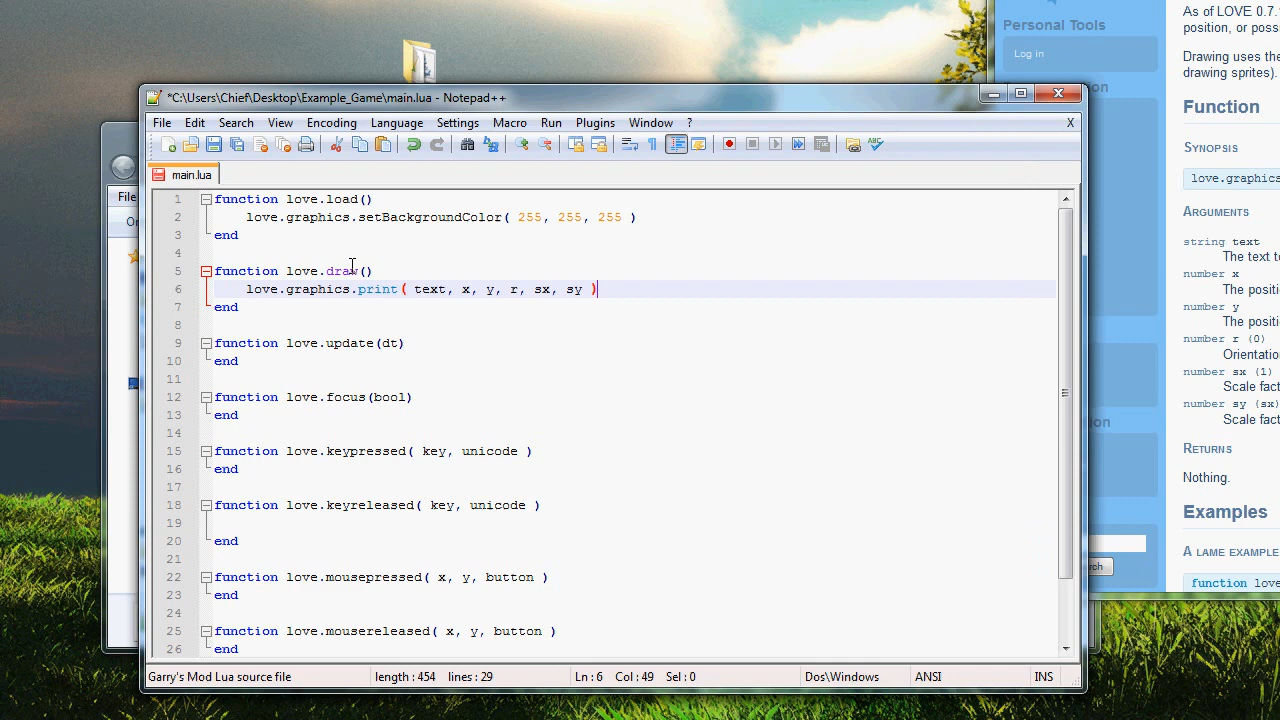 *C:\Users\Chief\Desktop\Example_Game\main.lua - Notepad++
File Edit Search View Encoding Language Settings Macro Run Plugins Window ? X
main.lua
1 function love.load()
2 love.graphics.setBackgroundColor( 255, 255, 255 )
3 end
4
5 function love.draw()
6 love.graphics.print( text, x, y, r, sx, sy )
7 end
8
9 function love.update(dt)
10 end
11
12 function love.focus(bool)
13 end
14
15 function love.keypressed( key, unicode )
16 end
17
18 function love.keyreleased( key, unicode )
19
20 end
21
22 function love.mousepressed( x, y, button )
23 end
24
25 function love.mousereleased( x, y, button )
26 end
Garry's Mod Lua source file length : 454 lines : 29 Ln : 6 Col : 49 Sel : 0 Dos\Windows ANSI INS
File
Personal Tools
Log in
As of LOVE 0.7.
position, or
Drawing uses the
drawing sprites).
Function
Synopsis
love.graphics
Arguments
string text
The
number x
The
number y
The
number r (0)
number sx (1)
Scale
number sy (sx)
Scale
Returns
Nothing.
Examples
A lame example
function